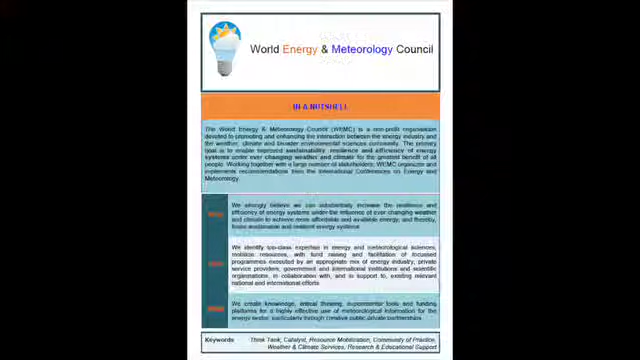 World Energy & Meteorology Council
IN A NUTSHELL
The World Energy & Meteorology Council (WEMC) is a non-profit organisation
devoted to promoting and enhancing the interaction between the energy industry and
the weather, climate and broader environmental sciences community. The primary
goal is to enable improved sustainability, resilience and efficiency of energy
systems under ever changing weather and climate for the greatest benefit of all
people. Working together with a large number of stakeholders, WEMC organizes and
implements recommendations from the International Conferences on Energy and
Meteorology.
We strongly believe we can substantially increase the resilience and
efficiency of energy systems under the influence of ever changing weather
and climate to achieve more affordable and available energy, and thereby,
more sustainable and resilient energy systems
We identify top-class expertise in energy and meteorological sciences,
mobilize resources, with fund raising and facilitation of focussed
programmes executed by an appropriate mix of energy industry, private
service providers, government and international institutions and scientific
organisations, in collaboration with, and in support to, existing relevant
national and international efforts
We create knowledge, critical thinking, experimental tools and funding
platforms for a highly effective use of meteorological information for the
energy sector, particularly through creative public private partnerships
Keywords Think Tank, Catalyst, Resource Mobilization, Community of Practice,
Weather & Climate Services, Research & Educational Support